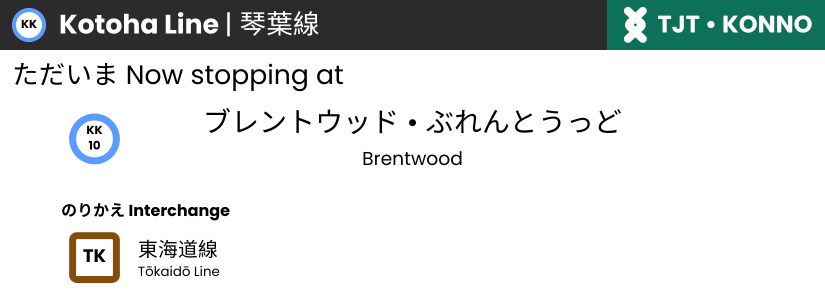 KK Kotoha Line | 琴葉線 TJT • KONNO
ただいま Now stopping at
KK
10
ブレントウッド • ぶれんとうっど
Brentwood
のりかえ Interchange
TK
東海道線
Tōkaidō Line